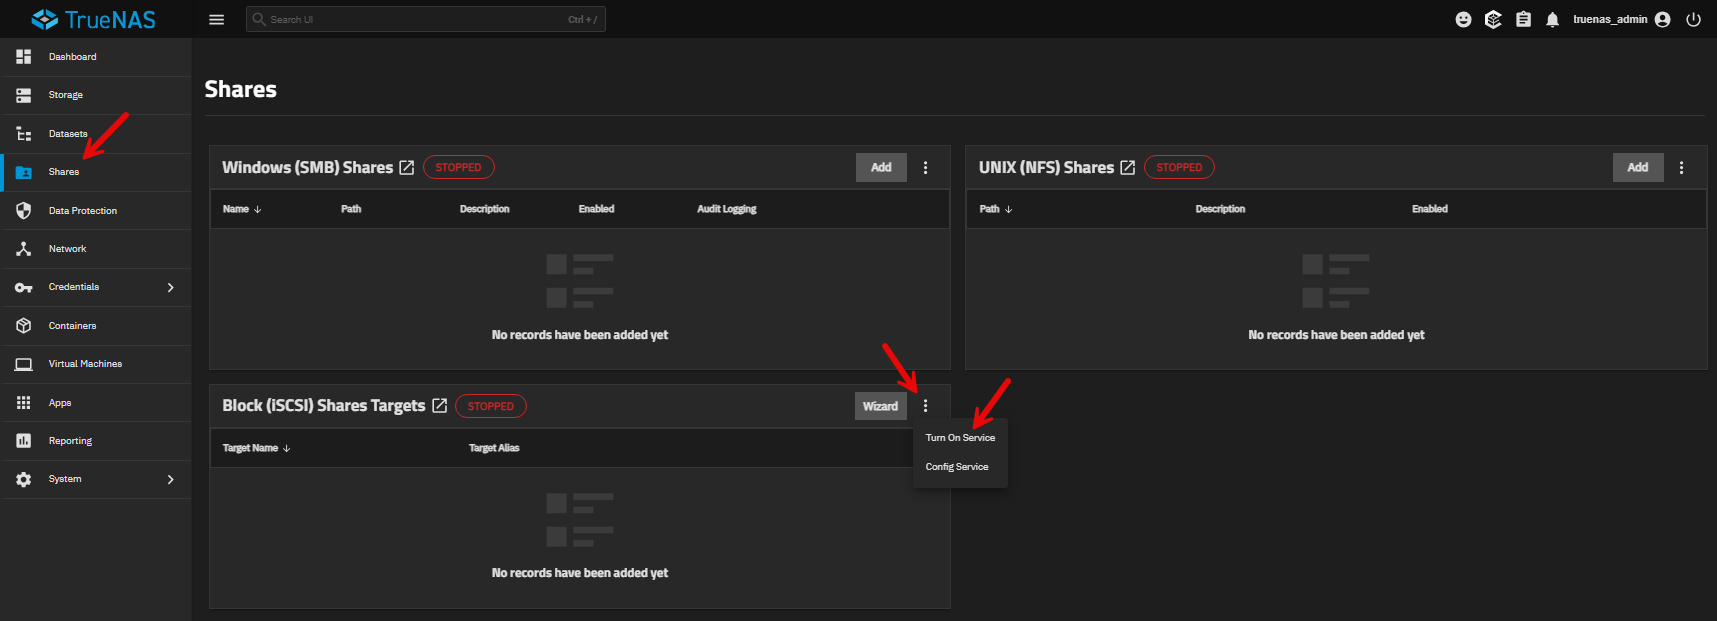 TrueNAS
Search UI
Ctrl + /
truenas_admin
Dashboard
Storage
Datasets
Shares
Data Protection
Network
Credentials
Containers
Virtual Machines
Apps
Reporting
System
Shares
Windows (SMB) Shares STOPPED Add
Name Path Description Enabled Audit Logging
No records have been added yet
UNIX (NFS) Shares STOPPED Add
Path Description Enabled
No records have been added yet
Block (iSCSI) Shares Targets STOPPED Wizard
Turn On Service
Config Service
Target Name Target Alias
No records have been added yet